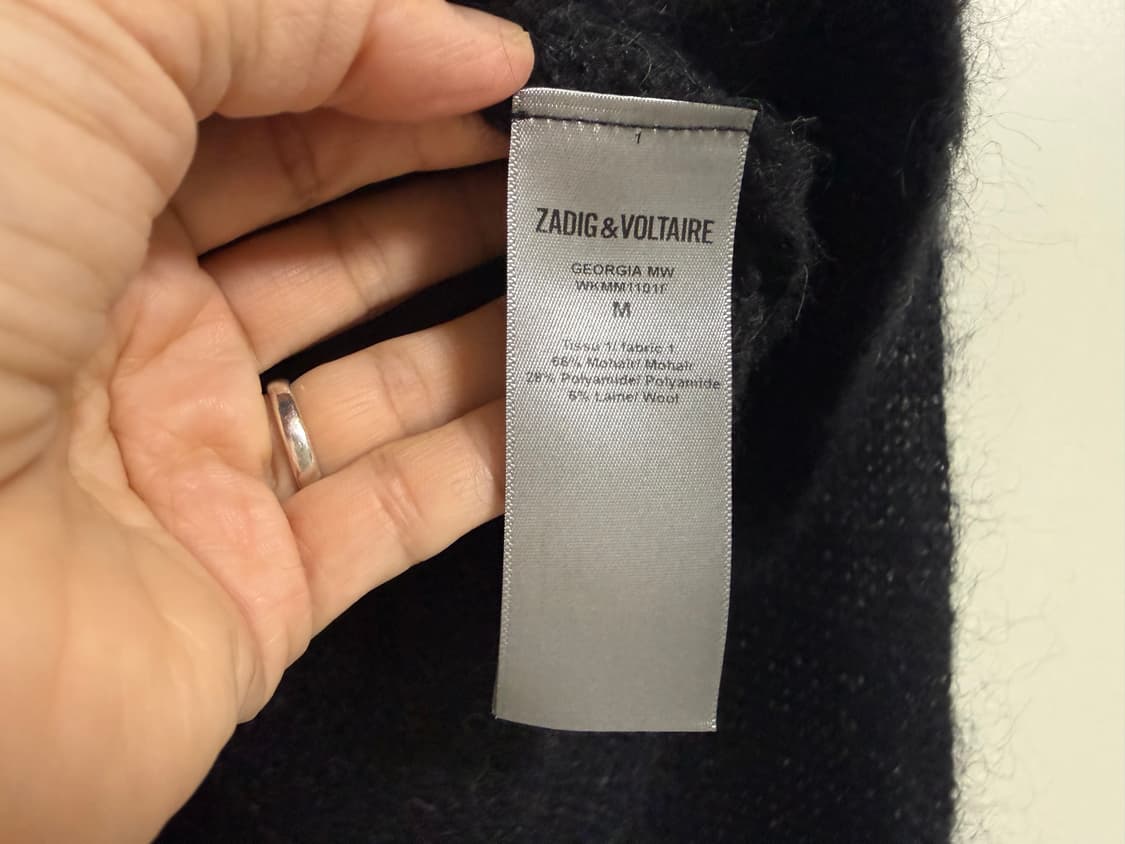 1
ZADIG & VOLTAIRE
GEORGIA MW
WKMM1101F
M
Tissu 1/ fabric 1
66% Mohair/ Mohair
28% Polyamide/ Polyamide
6% Laine/ Wool